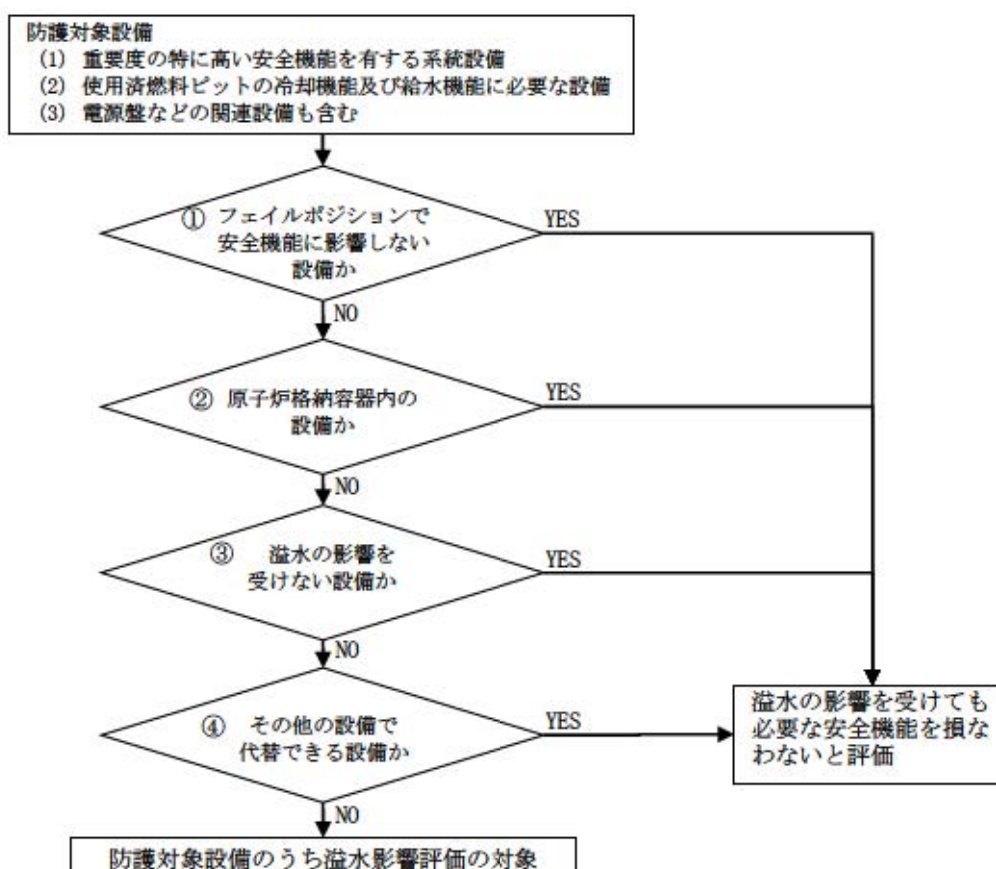 防護対象設備
(1) 重要度の特に高い安全機能を有する系統設備
(2) 使用済燃料ピットの冷却機能及び給水機能に必要な設備
(3) 電源盤などの関連設備も含む
① フェイルポジションで
安全機能に影響しない
設備か
YES
NO
② 原子炉格納容器内の
設備か
YES
NO
③ 溢水の影響を
受けない設備か
YES
NO
④ その他の設備で
代替できる設備か
YES
溢水の影響を受けても
必要な安全機能を損な
わないと評価
NO
防護対象設備のうち溢水影響評価の対象